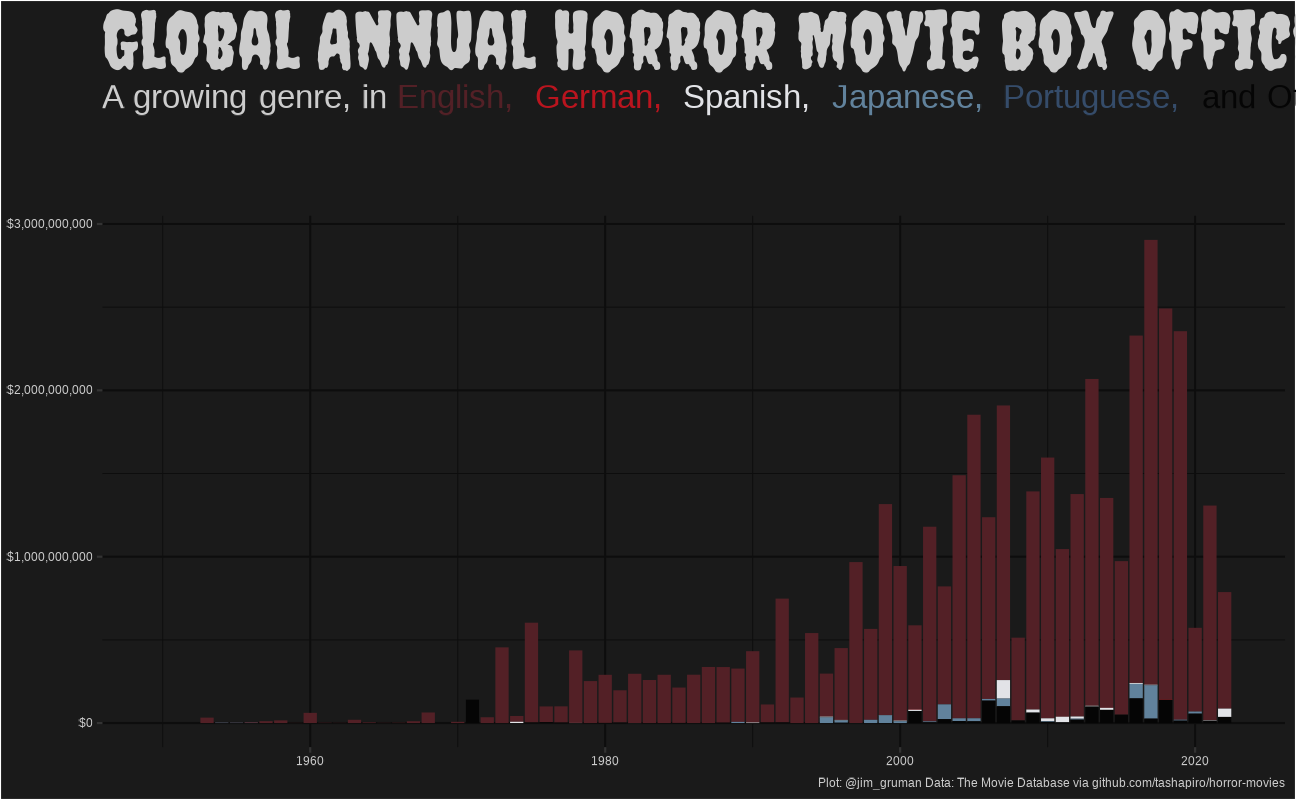 GLOBAL ANNUAL HORROR MOVIE BOX OFFIC
A growing genre, in English, German, Spanish, Japanese, Portuguese, and O
$3,000,000,000
$2,000,000,000
$1,000,000,000
$0
1960 1980 2000 2020
Plot: @jim_gruman Data: The Movie Database via github.com/tashapiro/horror-movies